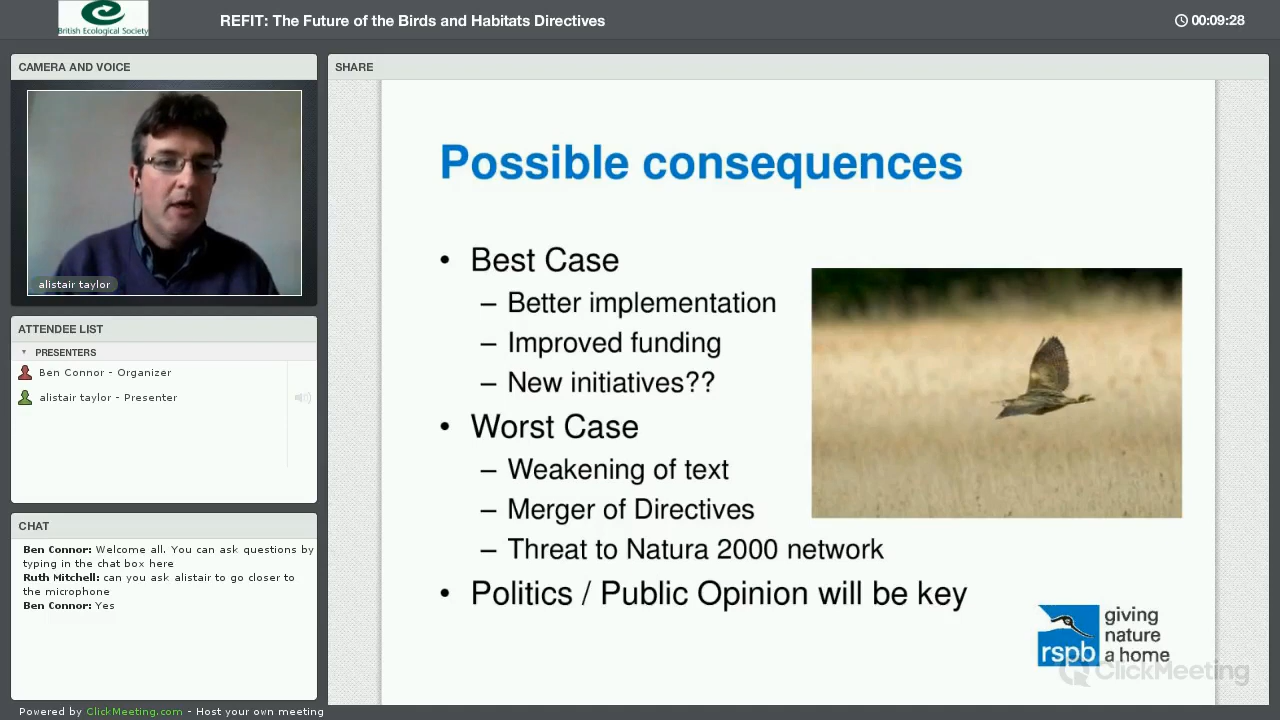 British Ecological Society
REFIT: The Future of the Birds and Habitats Directives
00:09:28
CAMERA AND VOICE
alistair taylor
ATTENDEE LIST
PRESENTERS
Ben Connor - Organizer
alistair taylor - Presenter
CHAT
Ben Connor: Welcome all. You can ask questions by
typing in the chat box here
Ruth Mitchell: can you ask alistair to go closer to
the microphone
Ben Connor: Yes
Powered by ClickMeeting.com - Host your own meeting
SHARE
Possible consequences
• Best Case
– Better implementation
– Improved funding
– New initiatives??
• Worst Case
– Weakening of text
– Merger of Directives
– Threat to Natura 2000 network
• Politics / Public Opinion will be key
rspb
giving
nature
a home
ClickMeeting